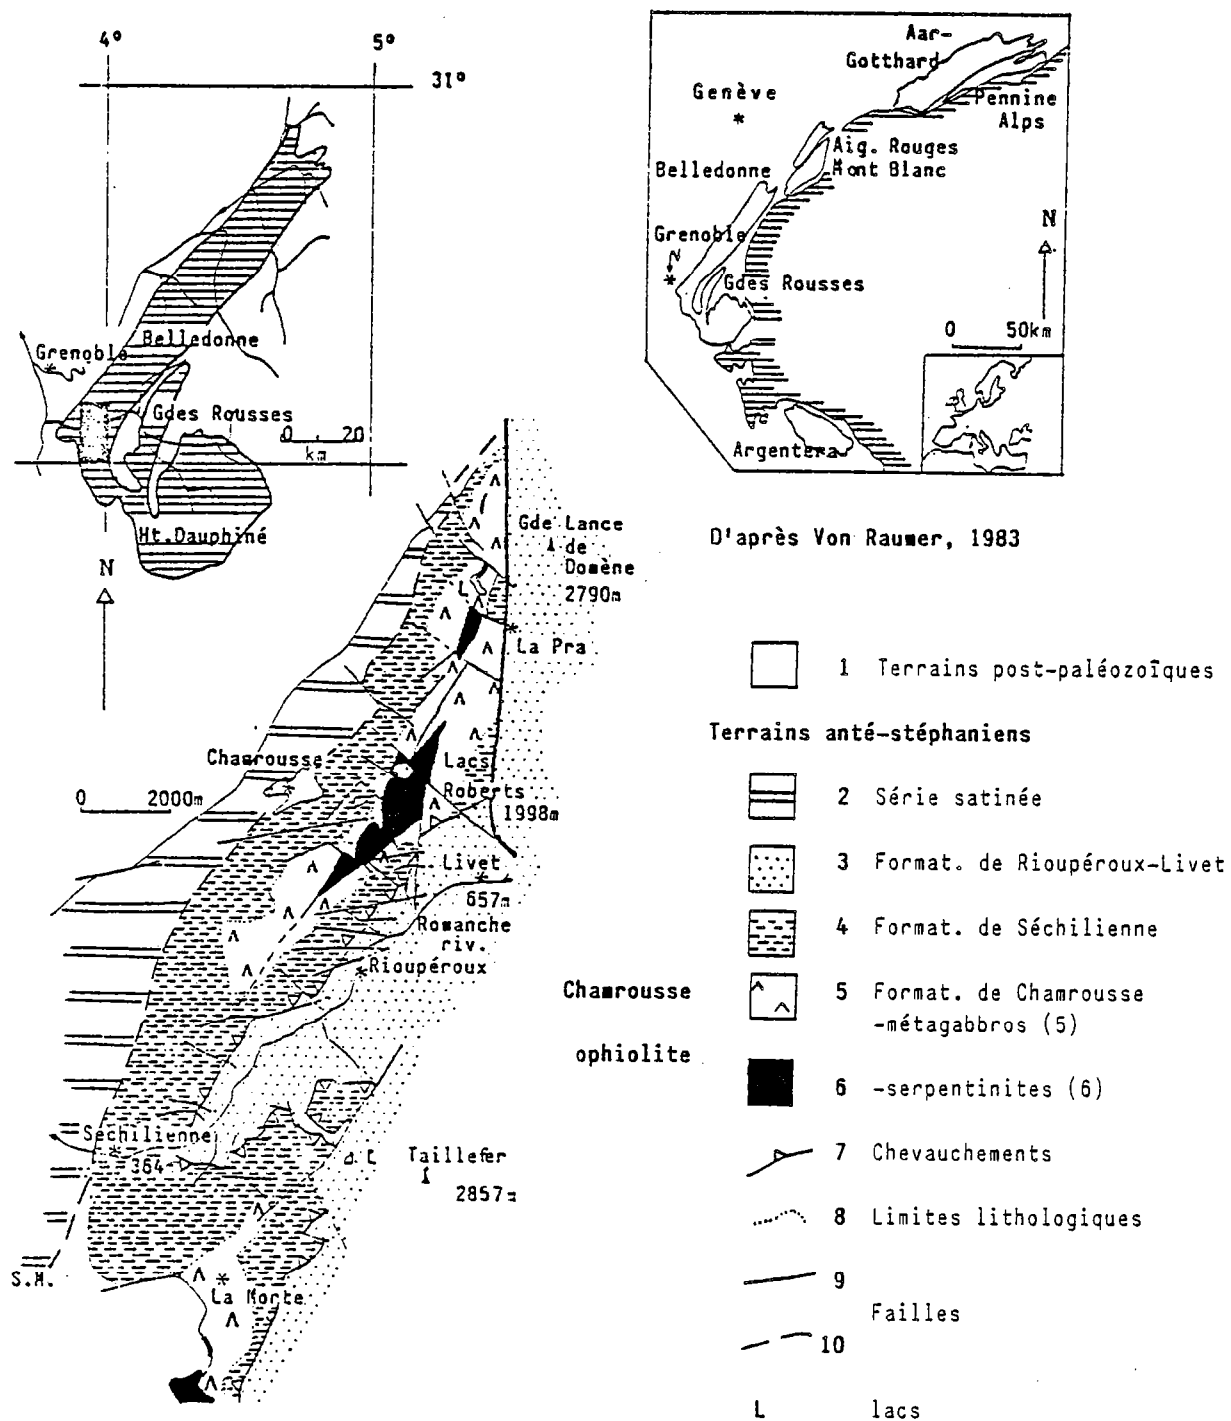 4°
5°
31°
Grenoble
Belledonne
Gdes Rousses
0 20
km
Ht.Dauphiné
N
Aar-
Gotthard
Genève
Pennine
Alps
Aig. Rouges
Mont Blanc
Belledonne
Grenoble
N
Gdes Rousses
0 50km
Argentera
D'après Von Raumer, 1983
Gde Lance
de
Domène
2790m
L
La Pra
Chamrousse
Lacs
Roberts
1998m
0 2000m
Livet
657m
Romanche
riv.
Rioupéroux
Séchilienne
364
Taillefer
2857m
S.M.
La Morte
1 Terrains post-paléozoïques
Terrains anté-stéphaniens
2 Série satinée
3 Format. de Rioupéroux-Livet
4 Format. de Séchilienne
Chamrousse
ophiolite
5 Format. de Chamrousse
-métagabbros (5)
6 -serpentinites (6)
7 Chevauchements
8 Limites lithologiques
9
Failles
10
L lacs